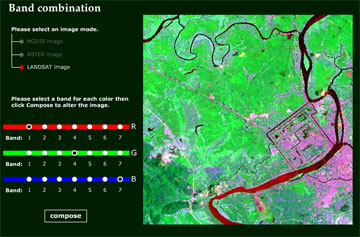 Band combination
Please select an image mode.
MODIS image
ASTER image
LANDSAT image
Please select a band for each color then
click Compose to alter the image.
R
Band: 1 2 3 4 5 6 7
G
Band: 1 2 3 4 5 6 7
B
Band: 1 2 3 4 5 6 7
compose